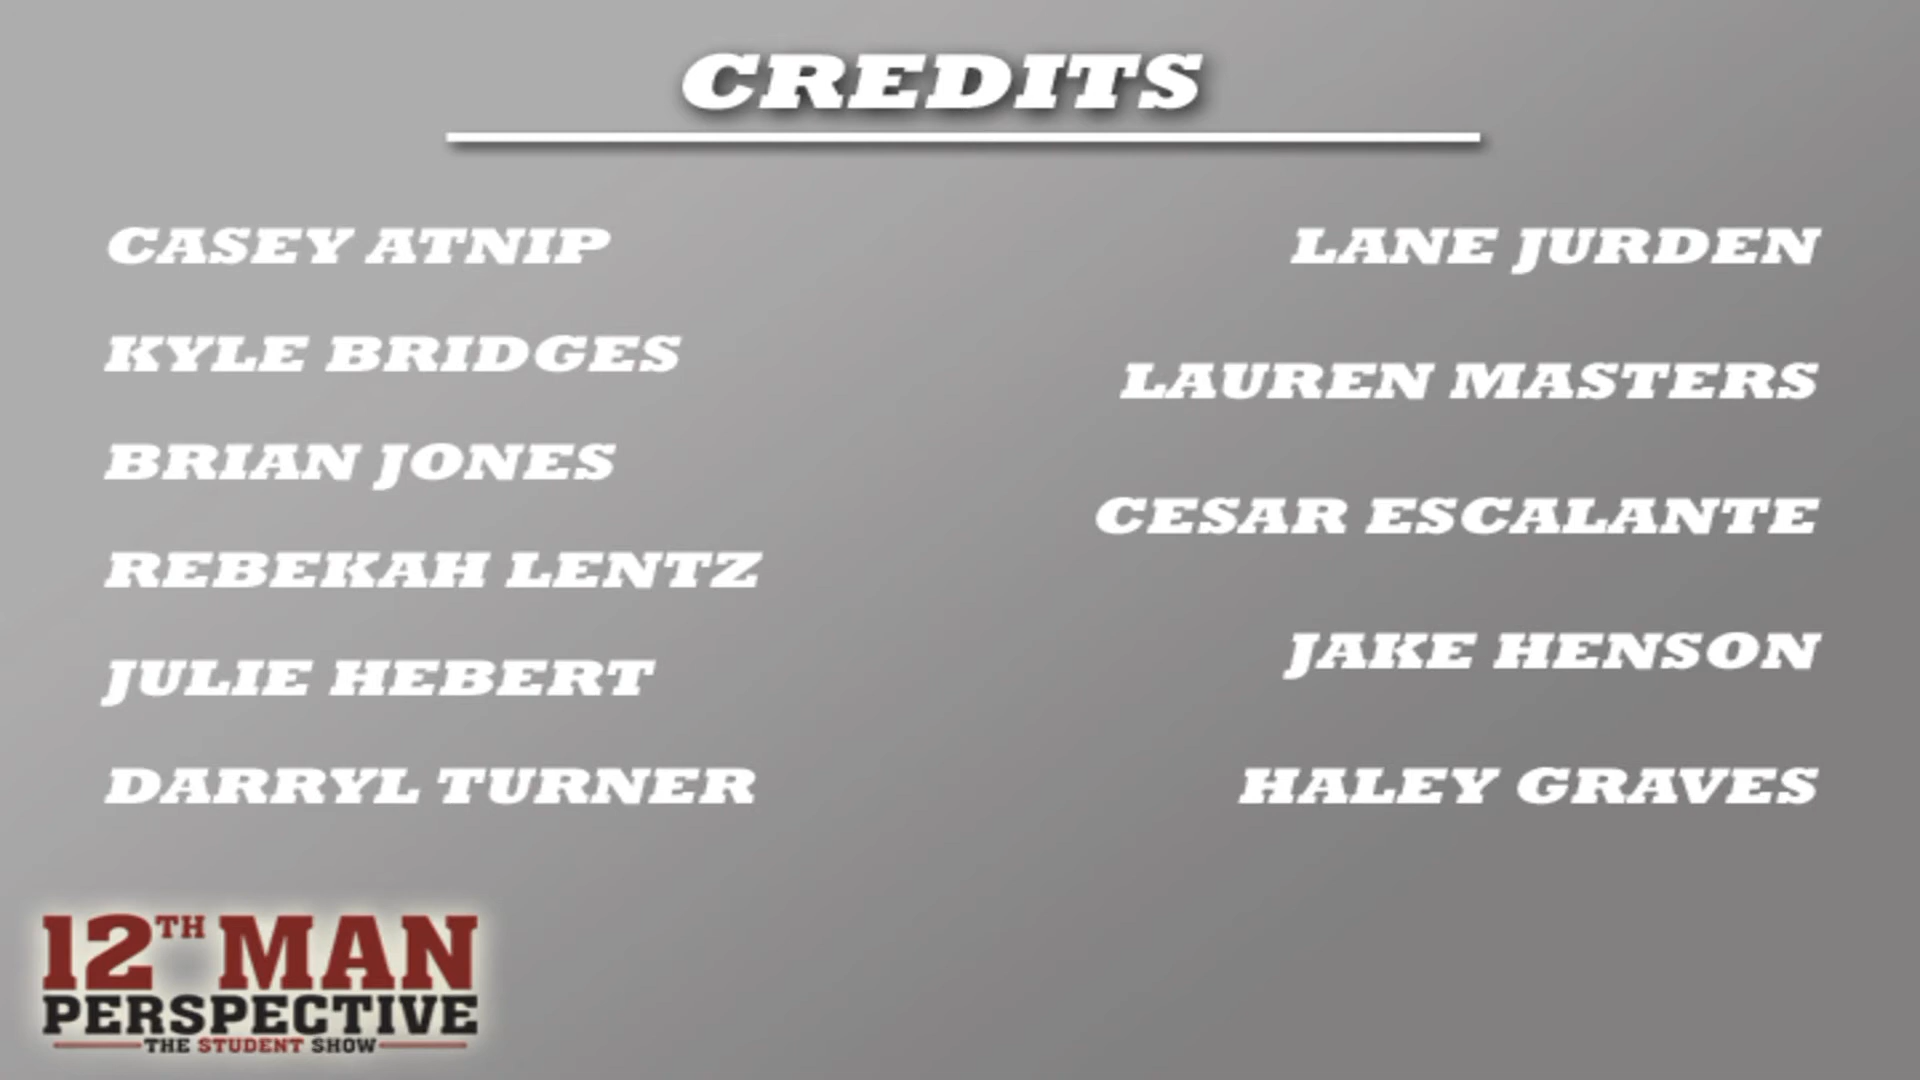 CREDITS
CASEY ATNIP
KYLE BRIDGES
BRIAN JONES
REBEKAH LENTZ
JULIE HEBERT
DARRYL TURNER
LANE JURDEN
LAUREN MASTERS
CESAR ESCALANTE
JAKE HENSON
HALEY GRAVES
12TH MAN
PERSPECTIVE
THE STUDENT SHOW